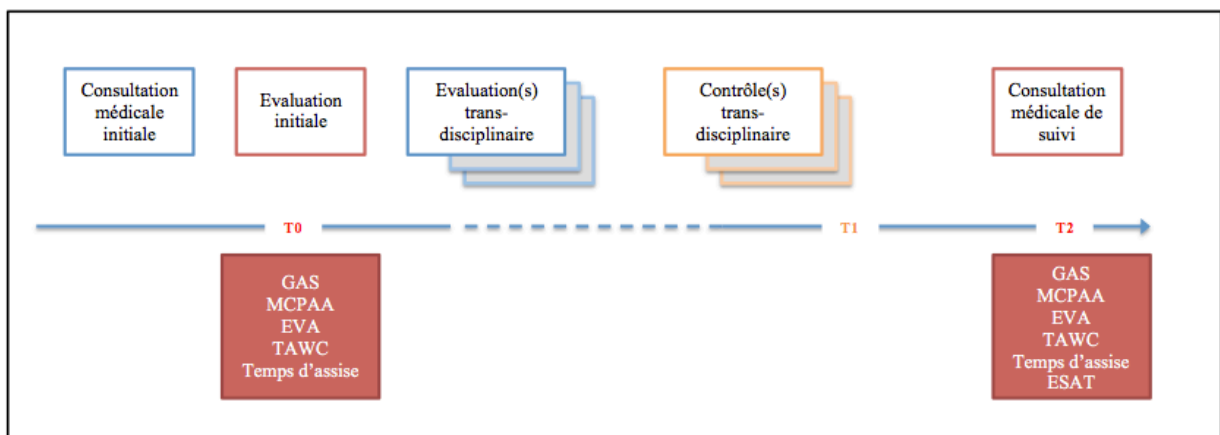 Consultation
médicale
initiale
Evaluation
initiale
Evaluation(s)
trans-
disciplinaire
Contrôle(s)
trans-
disciplinaire
Consultation
médicale de
suivi
T0
T1
T2
GAS
MCPAA
EVA
TAWC
Temps d'assise
GAS
MCPAA
EVA
TAWC
Temps d'assise
ESAT